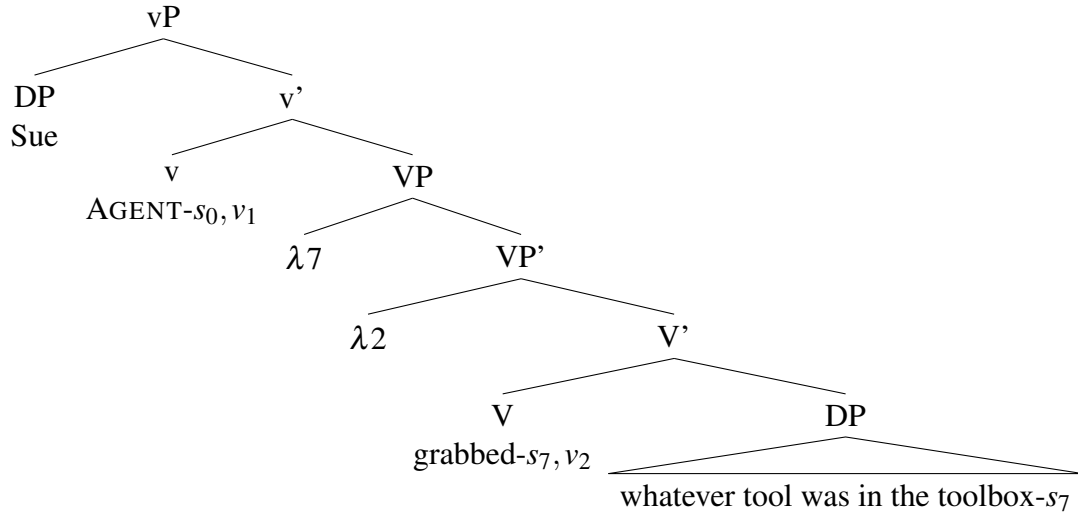 vP
DP
Sue
v'
v
AGENT-s₀, v₁
VP
λ7
VP'
λ2
V'
V
grabbed-s₇, v₂
DP
whatever tool was in the toolbox-s₇